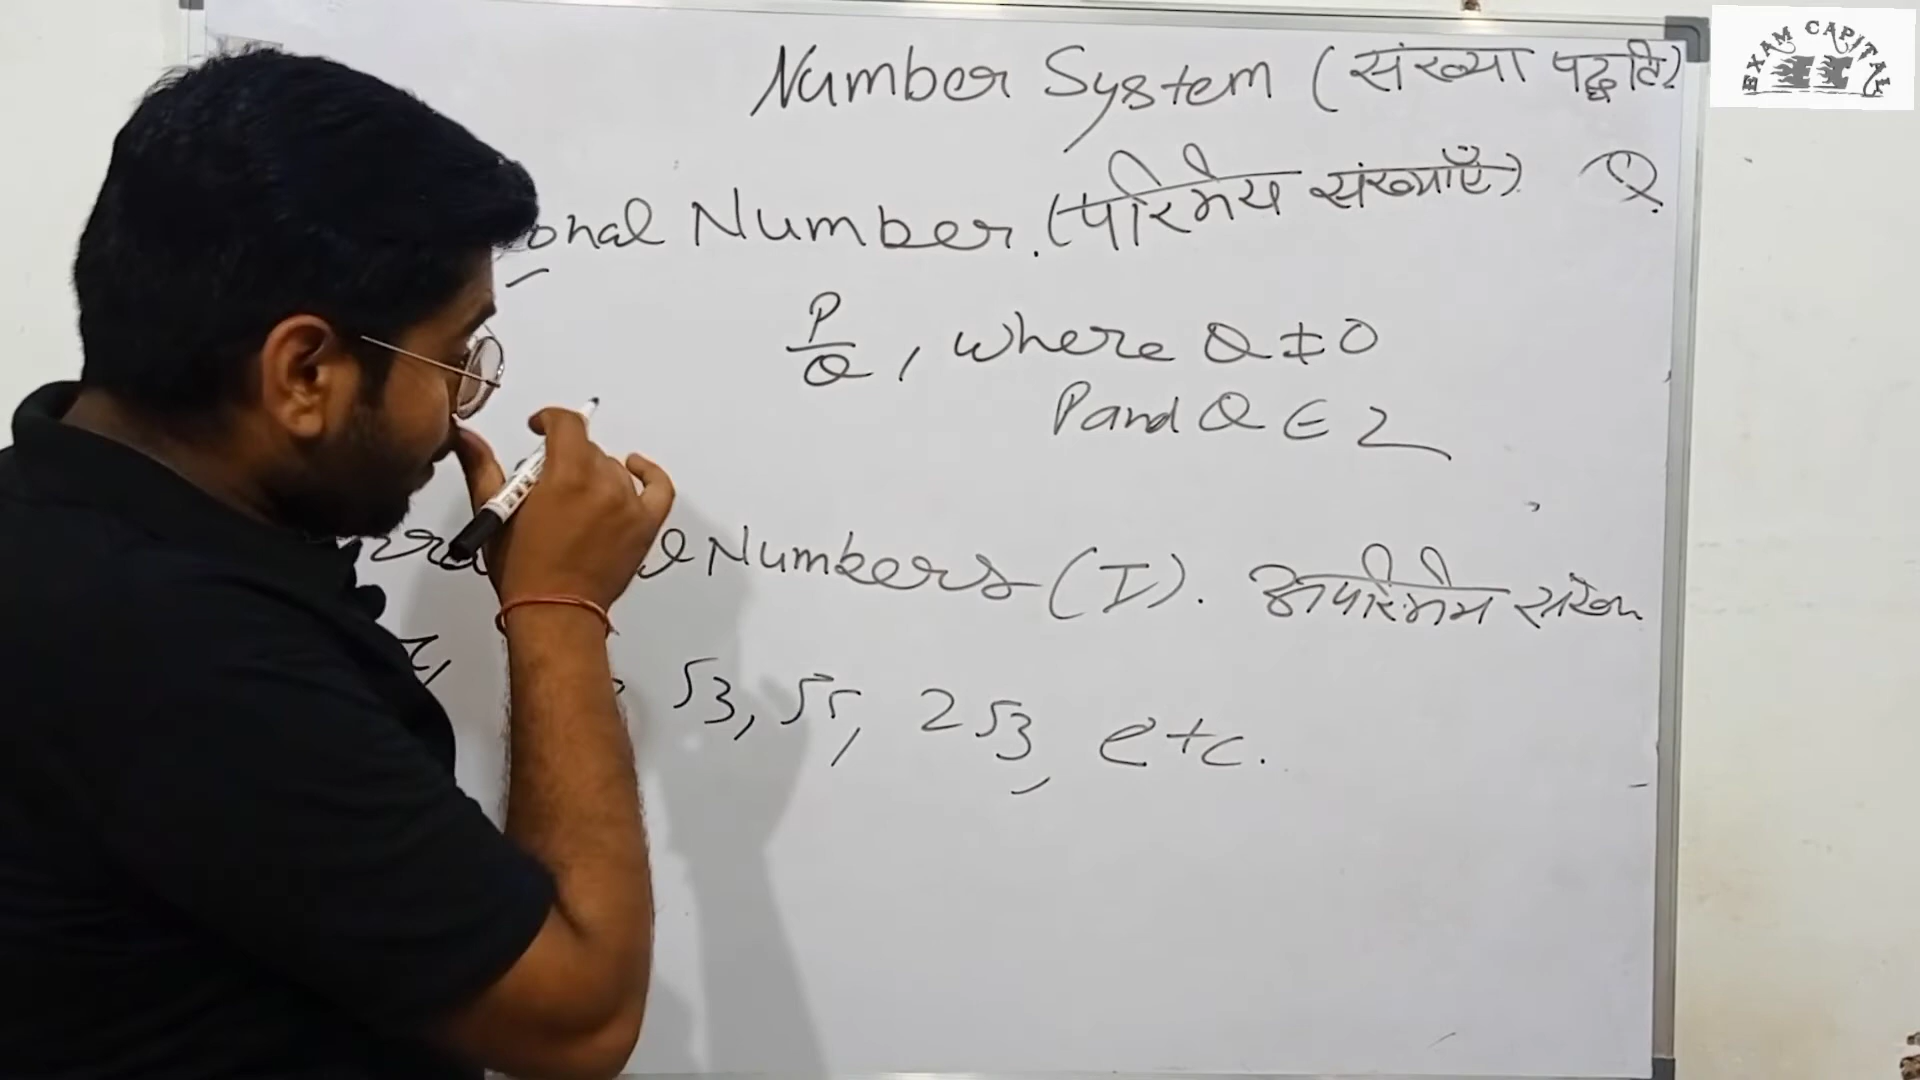 EXAM CAPITAL
Number System (संख्या पद्धति)
onal Number. (परिमेय संख्याएँ) Q
P/Q, where Q ≠ 0
P and Q ∈ Z
Numbers (I). अपरिमेय
√3, √5, 2√3, etc.